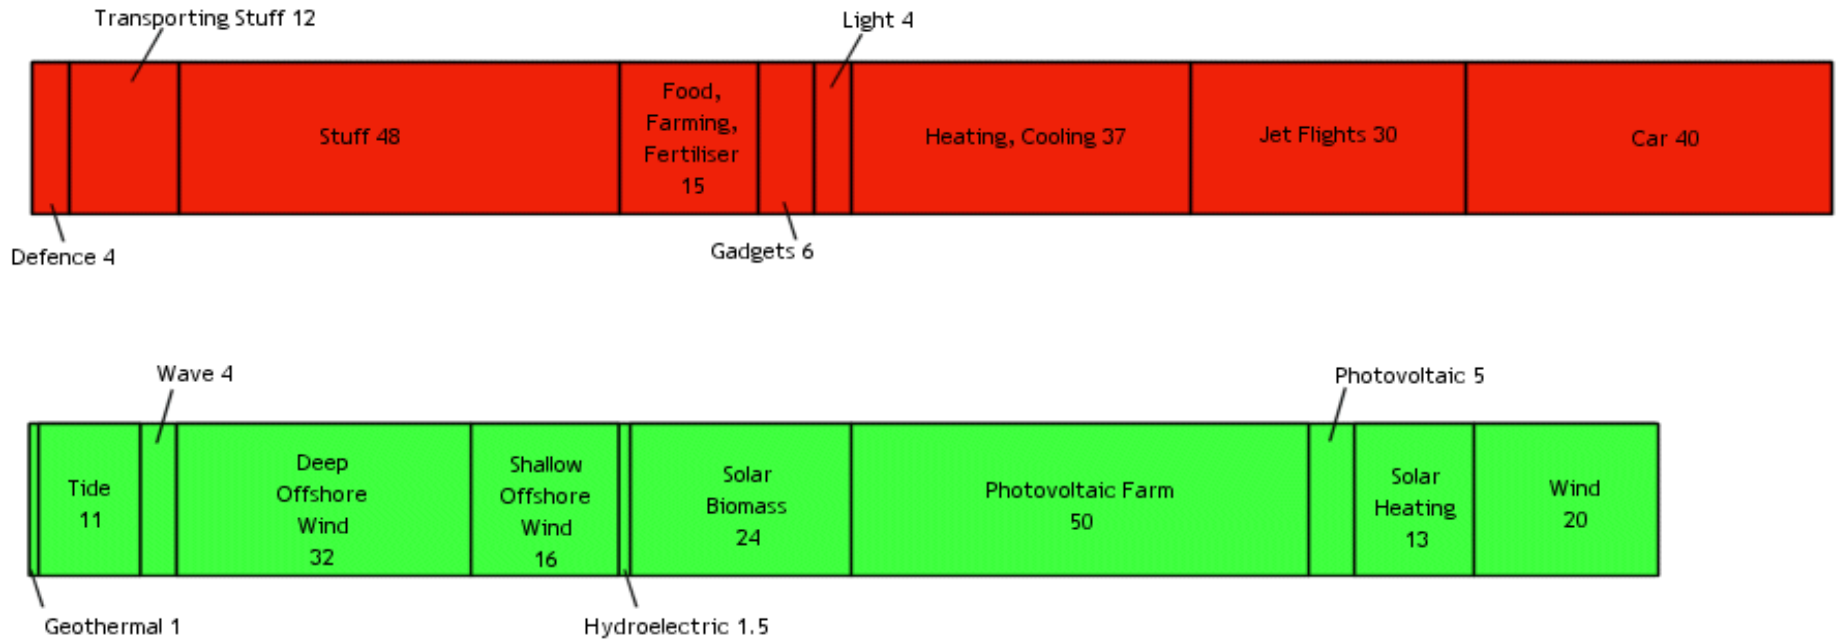 Transporting Stuff 12
Light 4
Stuff 48
Food,
Farming,
Fertiliser
15
Heating, Cooling 37
Jet Flights 30
Car 40
Defence 4
Gadgets 6
Wave 4
Photovoltaic 5
Tide
11
Deep
Offshore
Wind
32
Shallow
Offshore
Wind
16
Solar
Biomass
24
Photovoltaic Farm
50
Solar
Heating
13
Wind
20
Geothermal 1
Hydroelectric 1.5